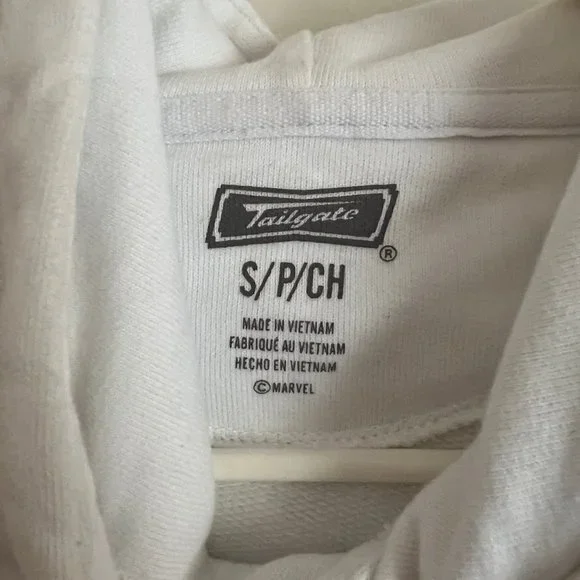 Tailgate
®
S/P/CH
MADE IN VIETNAM
FABRIQUÉ AU VIETNAM
HECHO EN VIETNAM
©MARVEL